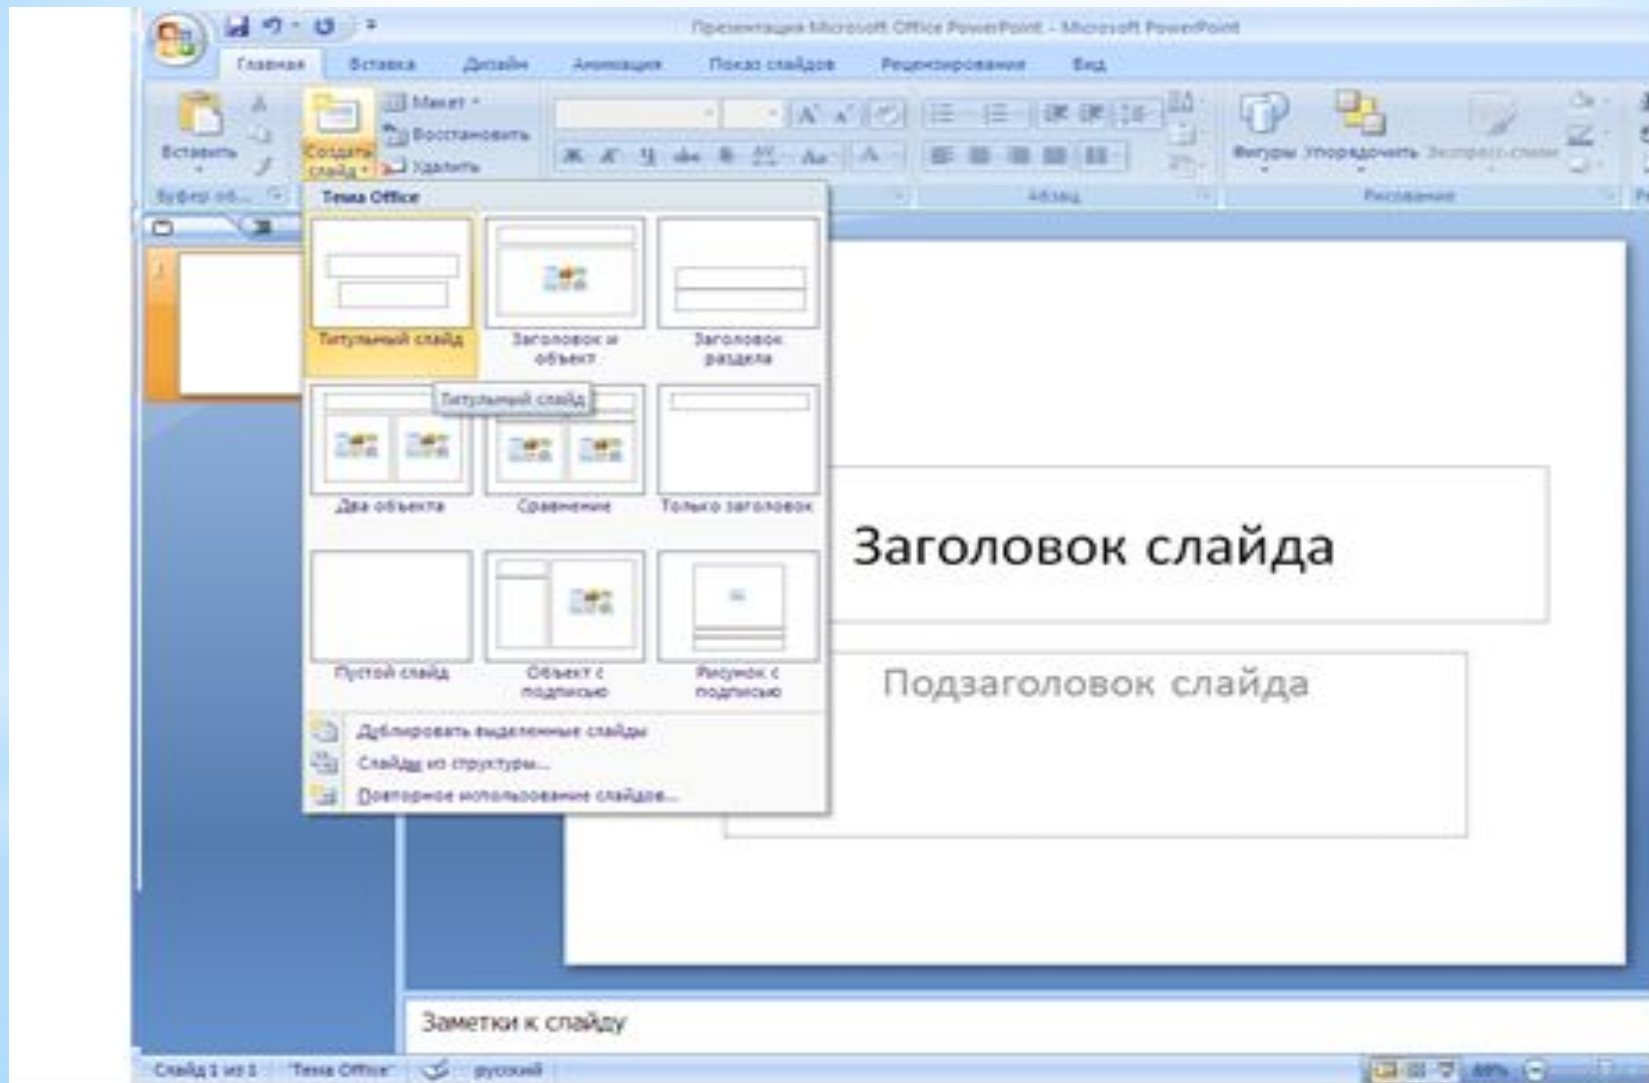 Презентация Microsoft Office PowerPoint - Microsoft PowerPoint
Главная Вставка Дизайн Анимация Показ слайдов Рецензирование Вид
Вставить
Создать слайд
Макет
Восстановить
Удалить
Фигуры Упорядочить Экспресс-стили
Буфер об... Абзац Рисование
Тема Office
Титульный слайд
Заголовок и
объект
Заголовок
раздела
Титульный слайд
Два объекта Сравнение Только заголовок
Пустой слайд
Объект с
подписью
Рисунок с
подписью
Дублировать выделенные слайды
Слайды из структуры...
Повторное использование слайдов...
1
Заголовок слайда
Подзаголовок слайда
Заметки к слайду
Слайд 1 из 1 "Тема Office" русский